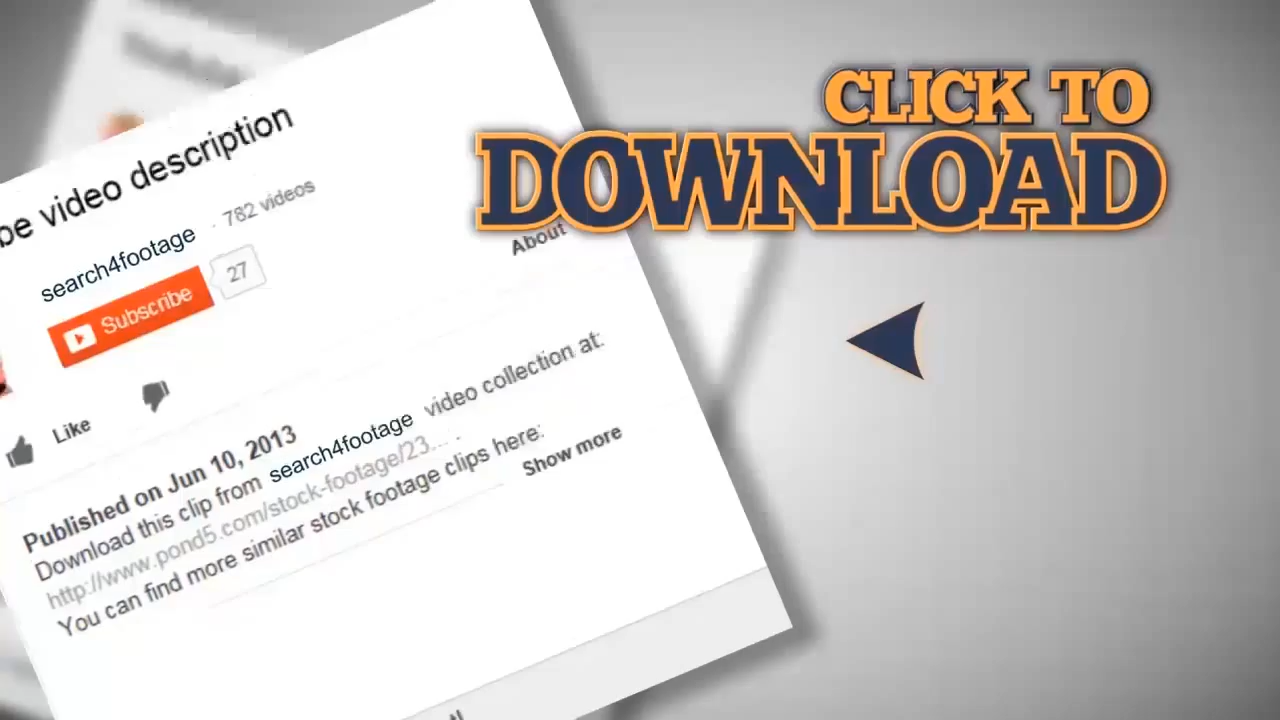 CLICK TO
DOWNLOAD
be video description
search4footage · 782 videos
Subscribe 27
About
Like
Published on Jun 10, 2013
Download this clip from search4footage video collection at:
http://www.pond5.com/stock-footage/23... .
You can find more similar stock footage clips here:
Show more